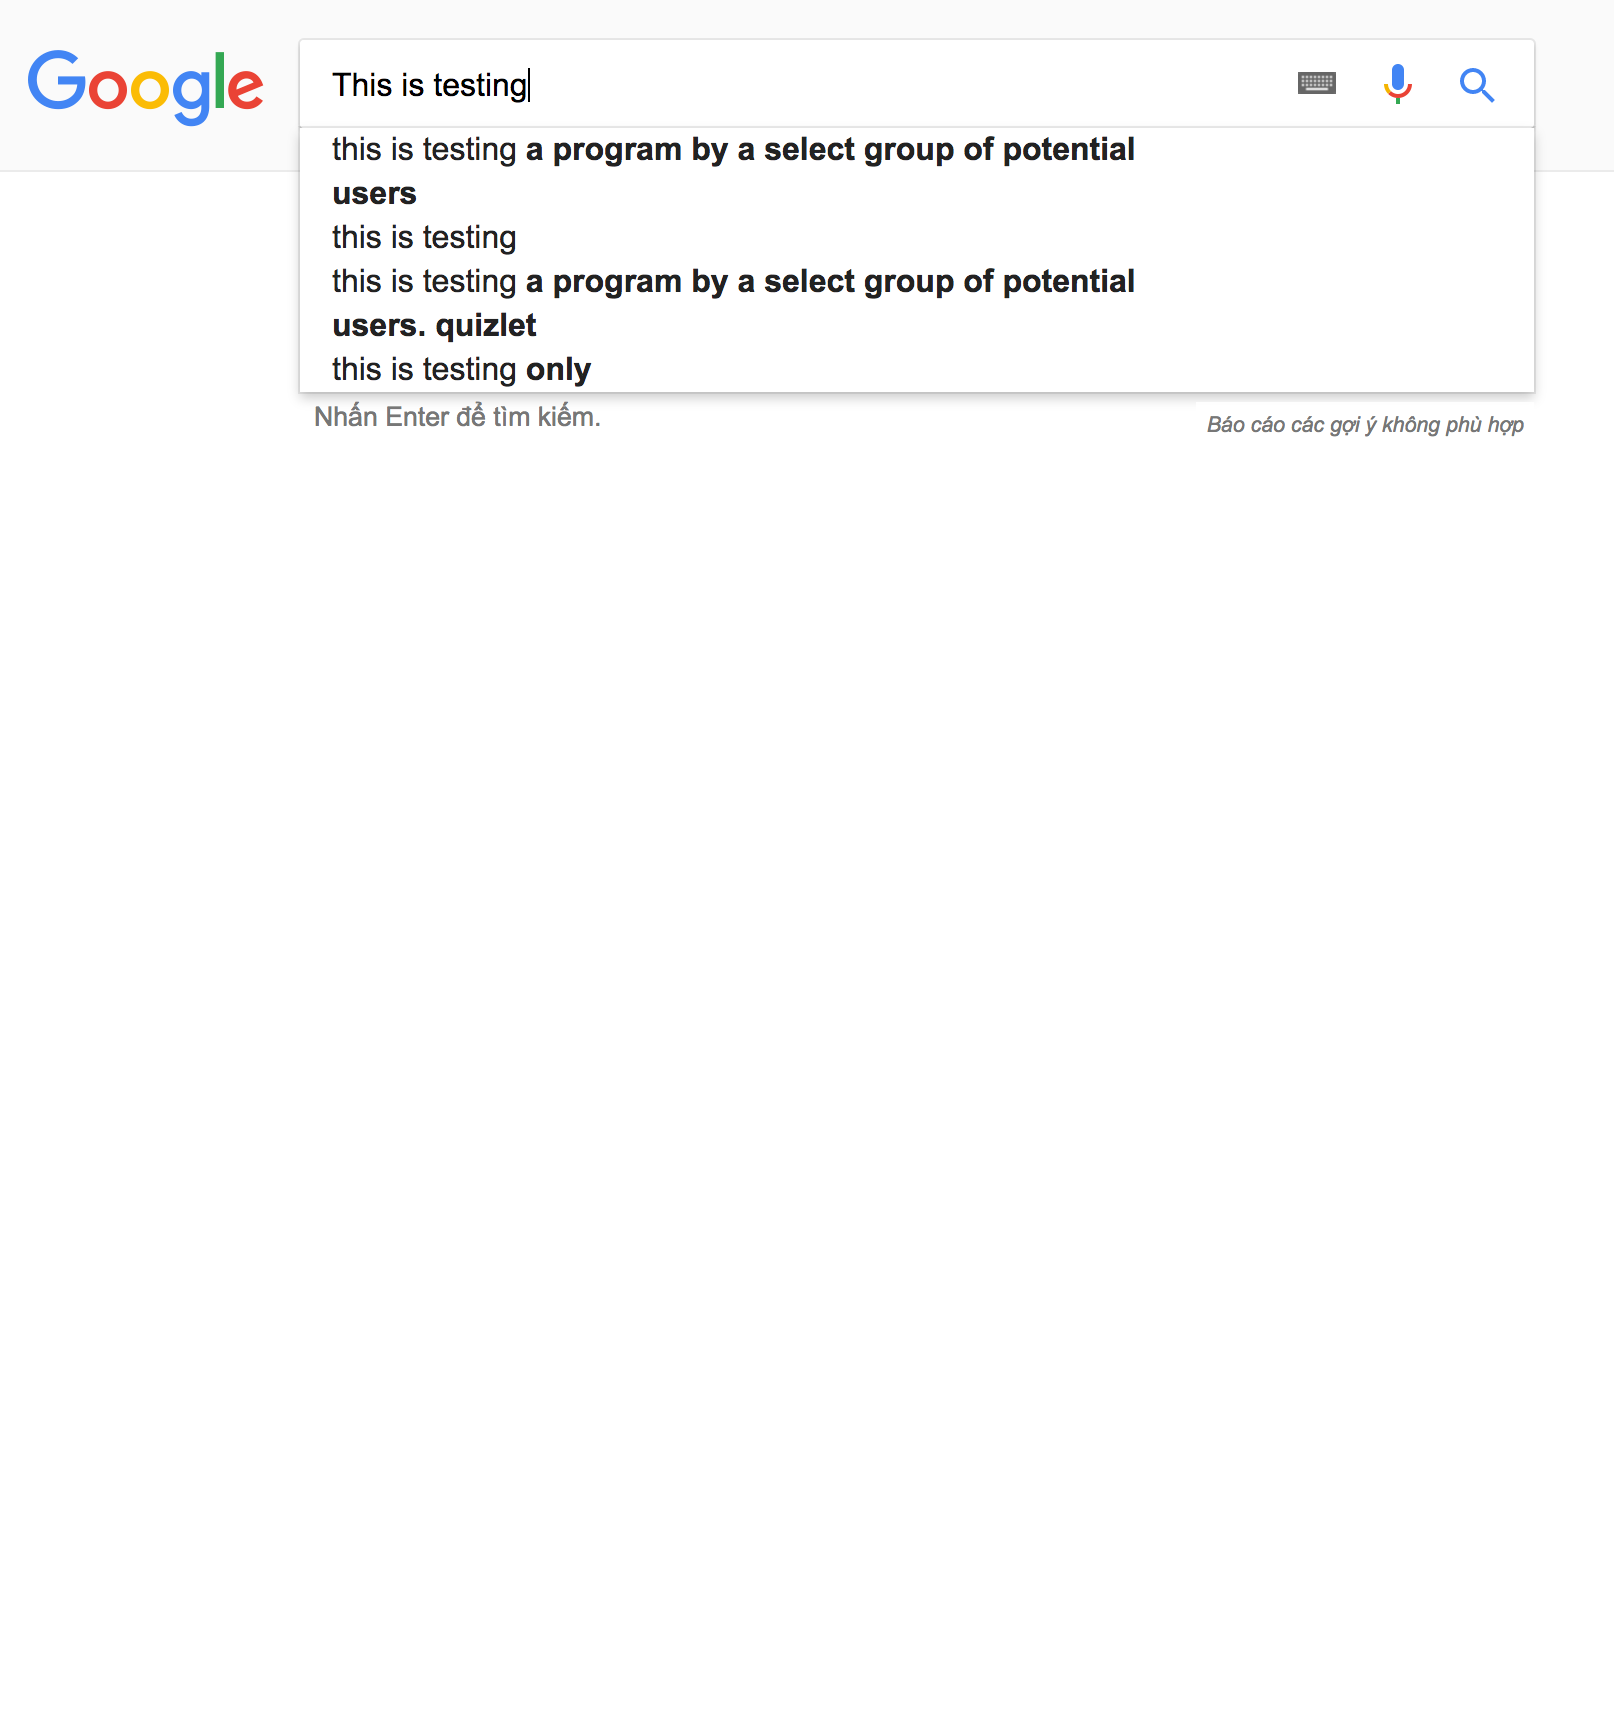 Google
This is testing
this is testing a program by a select group of potential
users
this is testing
this is testing a program by a select group of potential
users. quizlet
this is testing only
Nhấn Enter để tìm kiếm.
Báo cáo các gợi ý không phù hợp